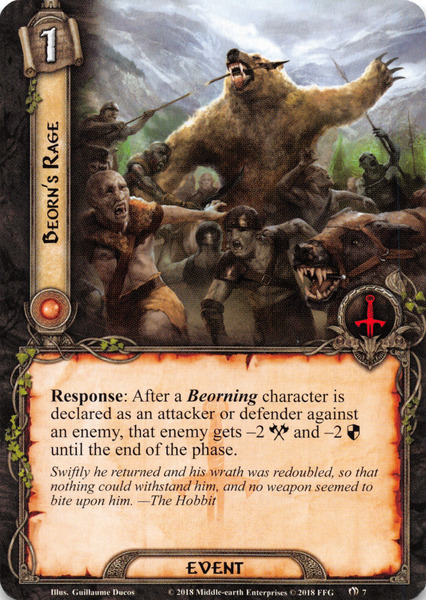 1
BEORN'S RAGE
Response: After a Beorning character is
declared as an attacker or defender against
an enemy, that enemy gets –2 and –2
until the end of the phase.
Swiftly he returned and his wrath was redoubled, so that
nothing could withstand him, and no weapon seemed to
bite upon him. —The Hobbit
EVENT
Illus. Guillaume Ducos
© 2018 Middle-earth Enterprises © 2018 FFG
7